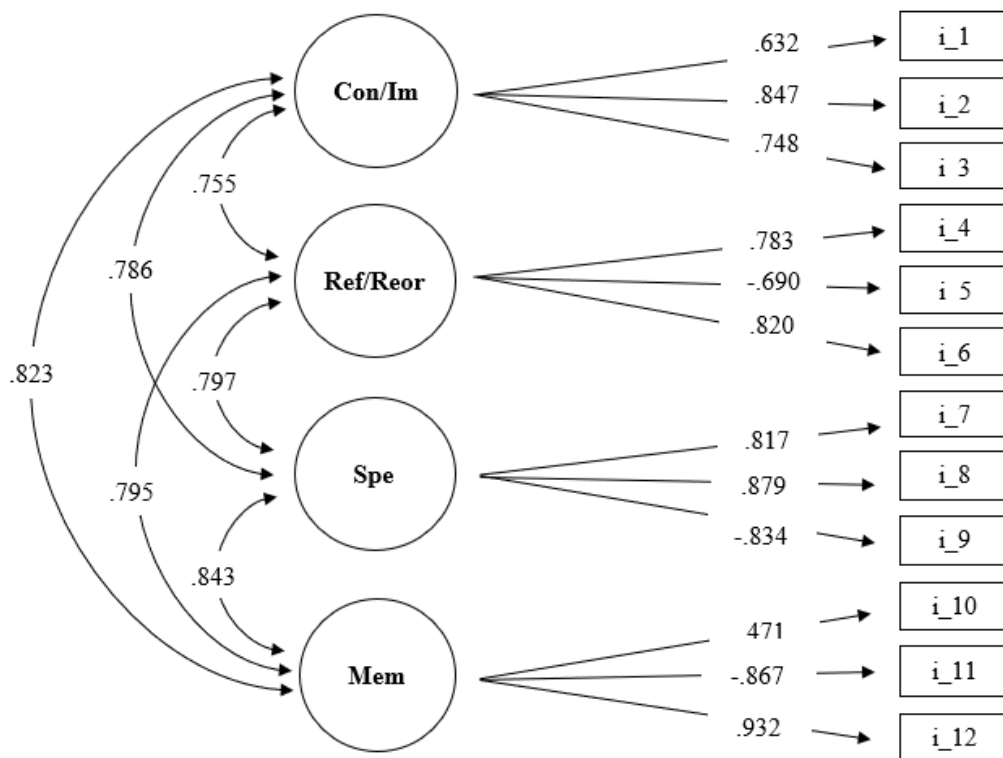 i_1
.632
Con/Im
.847
i_2
.748
i 3
.755
i_4
.783
.786
Ref/Reor
-.690
i 5
.820
i_6
.823
.797
i_7
.817
Spe
.879
i_8
.795
-.834
i_9
.843
i_10
471
Mem
-.867
i_11
.932
i_12